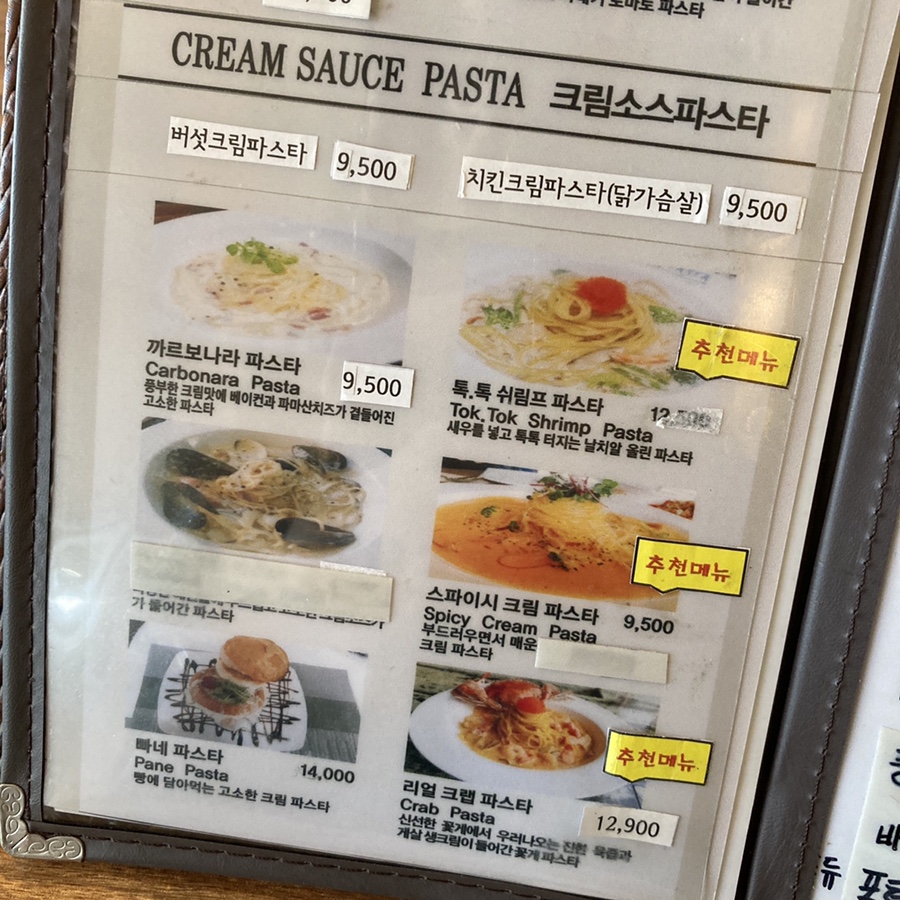 토마토 파스타
CREAM SAUCE PASTA 크림소스파스타
버섯크림파스타 9,500
치킨크림파스타(닭가슴살) 9,500
까르보나라 파스타
Carbonara Pasta 9,500
풍부한 크림맛에 베이컨과 파마산치즈가 곁들어진
고소한 파스타
추천메뉴
톡.톡 쉬림프 파스타
Tok.Tok Shrimp Pasta
새우를 넣고 톡톡 터지는 날치알 올린 파스타
가 들어간 파스타
추천메뉴
스파이시 크림 파스타 9,500
Spicy Cream Pasta
부드러우면서 매운
크림 파스타
빠네 파스타
Pane Pasta 14,000
빵에 담아먹는 고소한 크림 파스타
추천메뉴
리얼 크랩 파스타
Crab Pasta 12,900
신선한 꽃게에서 우러나오는 진한 육즙과
게살 생크림이 들어간 꽃게 파스타